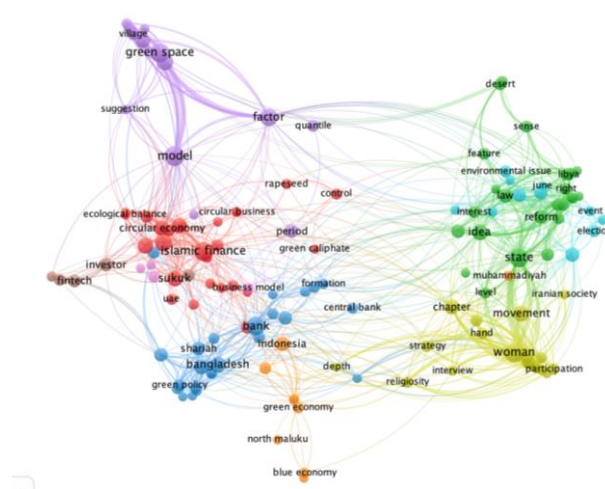 village
green space
desert
suggestion
factor
quantile
sense
model
feature
environmental issue
libya
rapeseed
control
law
june
right
ecological balance
circular business
interest
reform
event
circular economy
period
idea
electio
islamic finance
green caliphate
state
investor
fintech
sukuk
business model
formation
muhammadiyah
level
iranian society
uae
central bank
chapter
movement
bank
hand
shariah
indonesia
strategy
woman
bangladesh
depth
interview
participation
green policy
religiosity
green economy
north maluku
blue economy